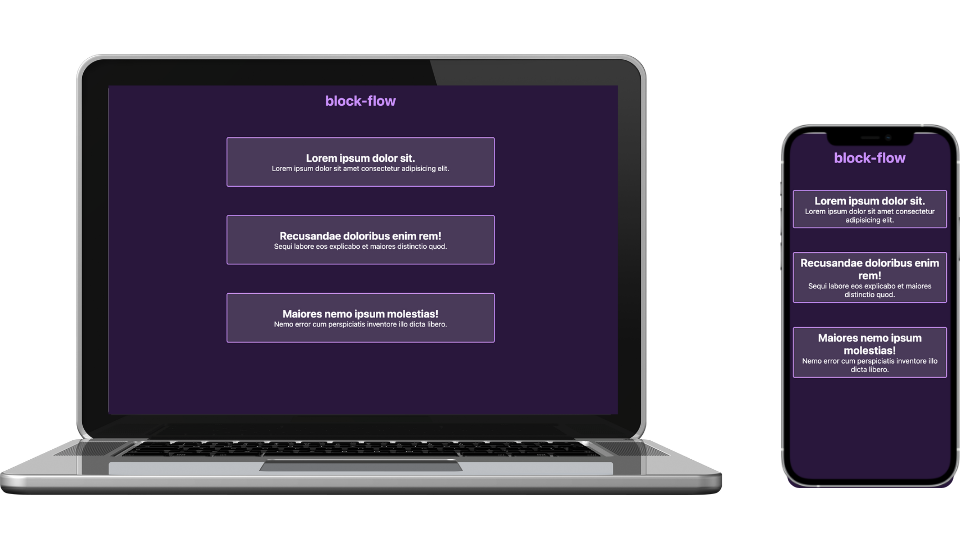 block-flow
Lorem ipsum dolor sit.
Lorem ipsum dolor sit amet consectetur adipisicing elit.
Recusandae doloribus enim rem!
Sequi labore eos explicabo et maiores distinctio quod.
Maiores nemo ipsum molestias!
Nemo error cum perspiciatis inventore illo dicta libero.
block-flow
Lorem ipsum dolor sit.
Lorem ipsum dolor sit amet consectetur
adipisicing elit.
Recusandae doloribus enim
rem!
Sequi labore eos explicabo et maiores
distinctio quod.
Maiores nemo ipsum
molestias!
Nemo error cum perspiciatis inventore illo
dicta libero.